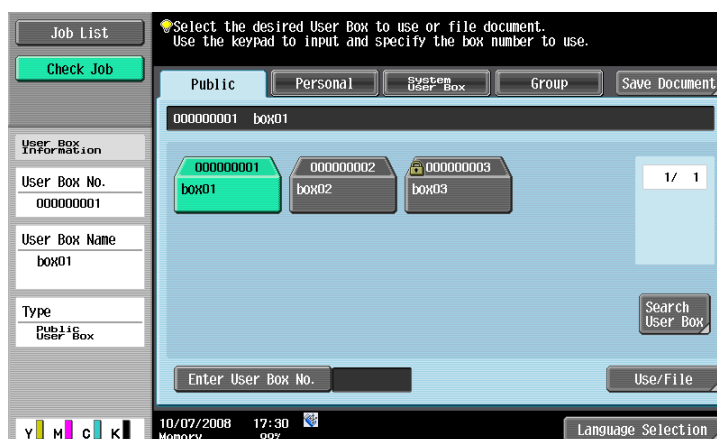 Job List
Check Job
User Box
Information
User Box No.
000000001
User Box Name
box01
Type
Public
User Box
Y M C K
Select the desired User Box to use or file document.
Use the keypad to input and specify the box number to use.
Public Personal System User Box Group Save Document
000000001 box01
000000001 000000002 000000003
box01 box02 box03
1/ 1
Search
User Box
Enter User Box No.
Use/File
10/07/2008 17:30
Memory 99%
Language Selection